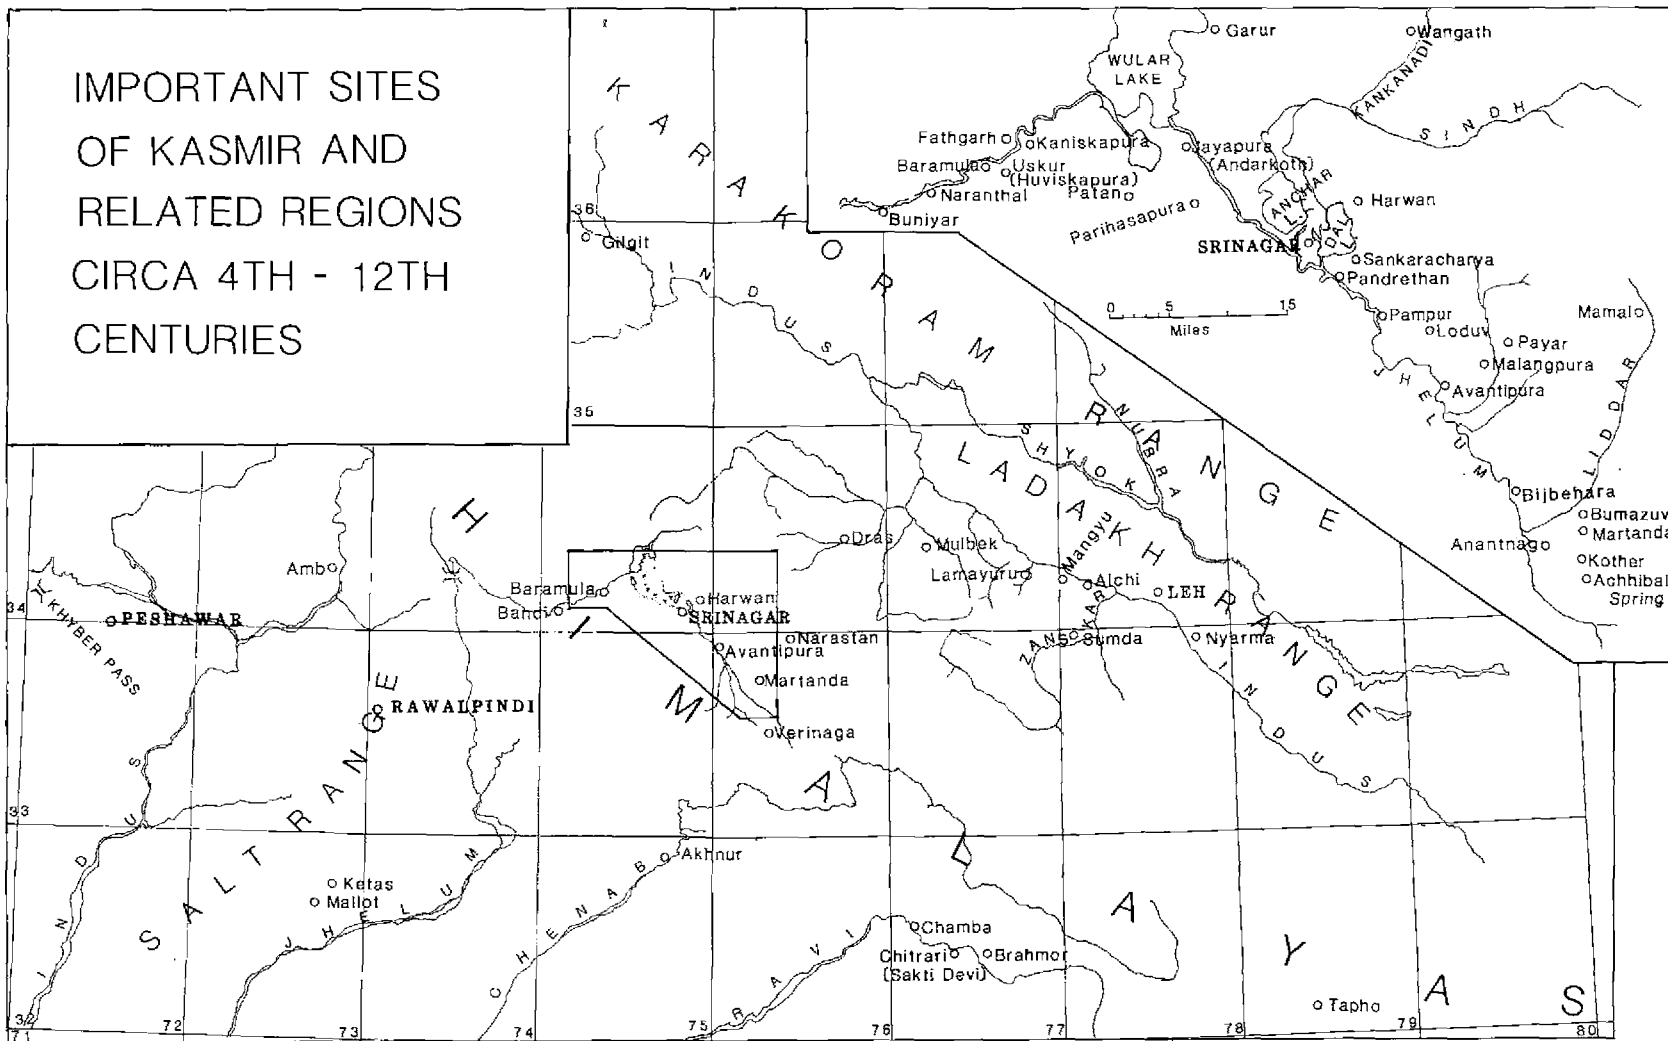 IMPORTANT SITES
OF KASMIR AND
RELATED REGIONS
CIRCA 4TH - 12TH
CENTURIES
KARAKORAM RANGE
Garur
Wangath
WULAR
LAKE
KANKANADI
SINDH
Fathgarh
Kaniskapura
Jayapura
(Andarkoth)
Baramula
Uskur
(Huviskapura)
Naranthal
Patan
Buniyar
Parihasapura
ANCHAR
L.
Harwan
DAL
L.
SRINAGAR
Sankaracharya
Pandrethan
0 5 15
Miles
Pampur
Loduv
Mamal
Payar
Malangpura
Avantipura
JHELUM
LIDDAR
Bijbehara
Bumazuv
Martanda
Anantnag
Kother
Achhibal
Spring
36
Gilgit
INDUS
35
SHYOK
NUBRA
LADAKH RANGE
HIMALAYAS
Dras
Mulbek
Mangyu
Lamayuru
Alchi
LEH
ZANSKAR
Sumda
Nyarma
INDUS
Amb
Baramula
Bandi
Harwan
SRINAGAR
34
PESHAWAR
KHYBER PASS
Narastan
Avantipura
Martanda
RAWALPINDI
Verinaga
SALT RANGE
INDUS
33
Akhnur
Ketas
Mallot
JHELUM
CHENAB
RAVI
Chamba
Chitrari
(Sakti Devi)
Brahmor
Tapho
32
71 72 73 74 75 76 77 78 79 80